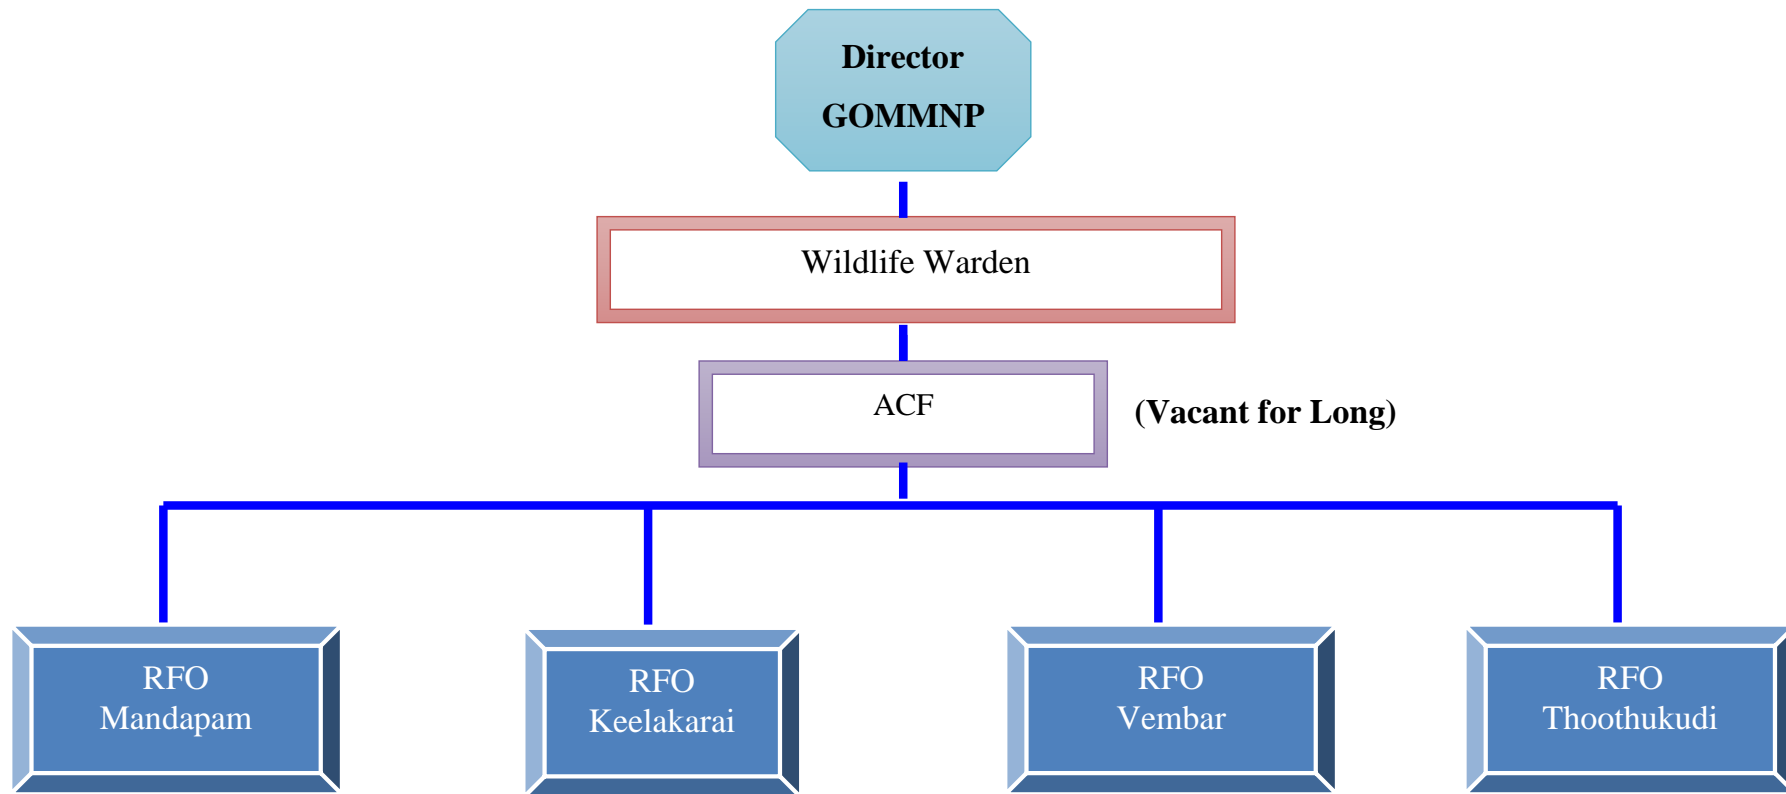 Director
GOMMNP
Wildlife Warden
ACF
(Vacant for Long)
RFO
Mandapam
RFO
Keelakarai
RFO
Vembar
RFO
Thoothukudi